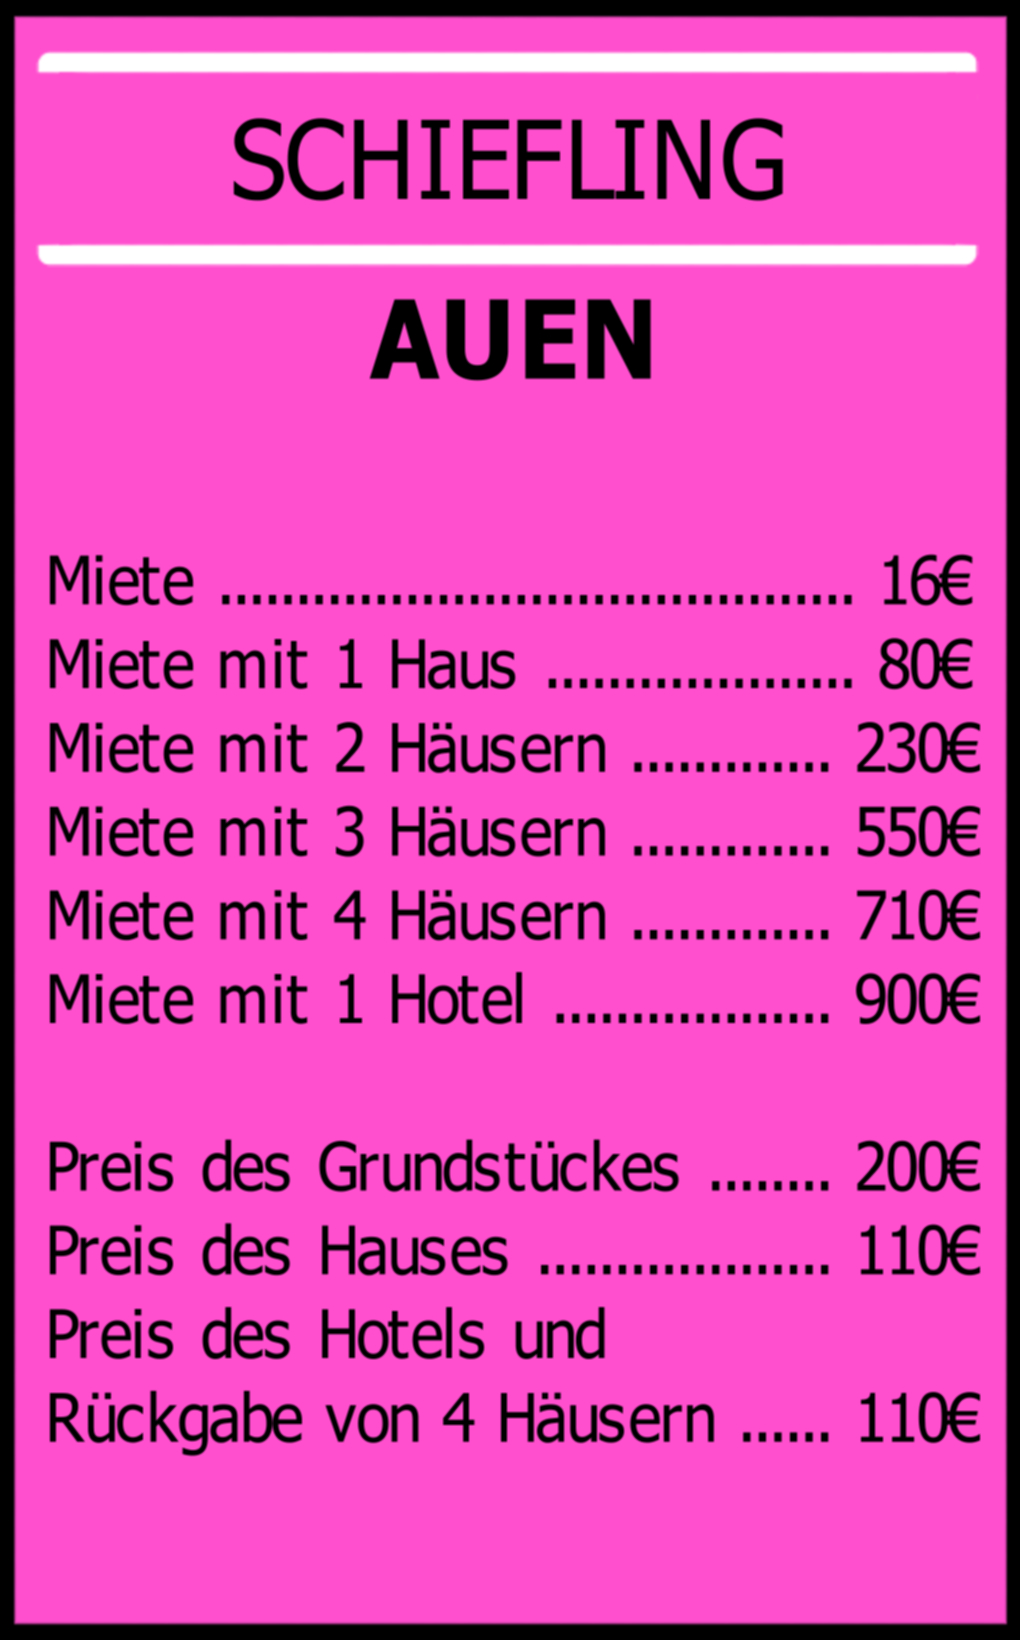 SCHIEFLING
AUEN
Miete ......................................... 16€
Miete mit 1 Haus .................... 80€
Miete mit 2 Häusern ............. 230€
Miete mit 3 Häusern ............. 550€
Miete mit 4 Häusern ............. 710€
Miete mit 1 Hotel .................. 900€
Preis des Grundstückes ........ 200€
Preis des Hauses ................... 110€
Preis des Hotels und
Rückgabe von 4 Häusern ...... 110€